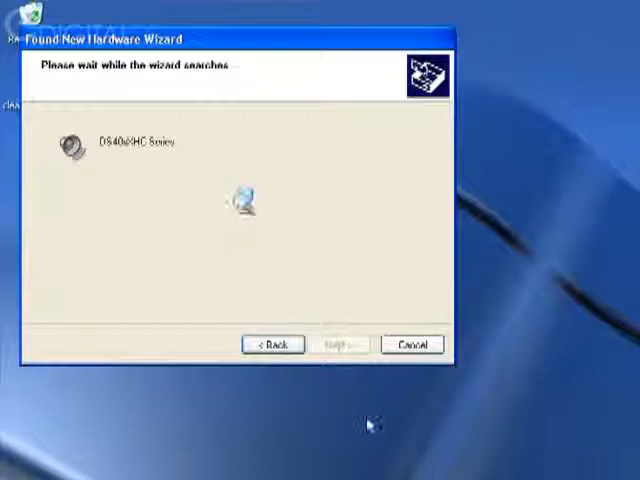 Found New Hardware Wizard
Please wait while the wizard searches...
DS40xxHC Series
< Back
Next >
Cancel